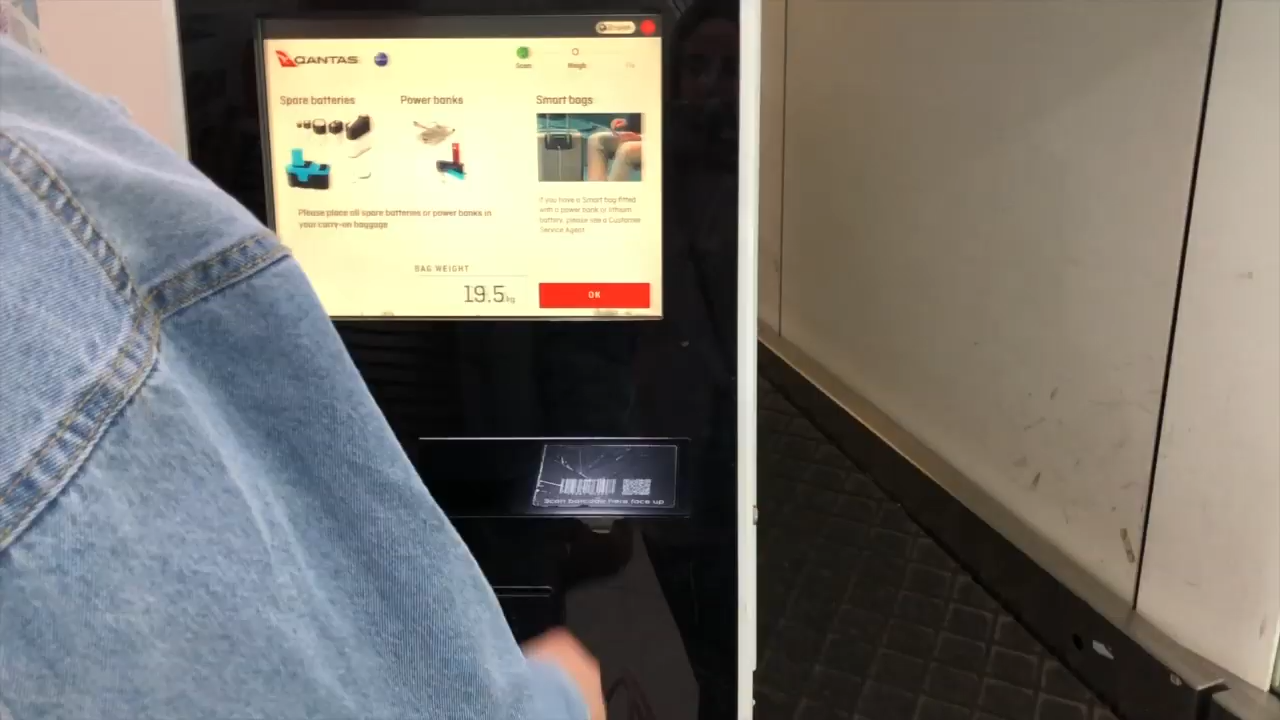 English
QANTAS
Scan
Weigh
Spare batteries
Power banks
Smart bags
Please place all spare batteries or power banks in
your carry-on baggage
If you have a Smart bag fitted
with a power bank or lithium
battery, please see a Customer
Service Agent
BAG WEIGHT
19.5kg
OK
Scan barcode here face up